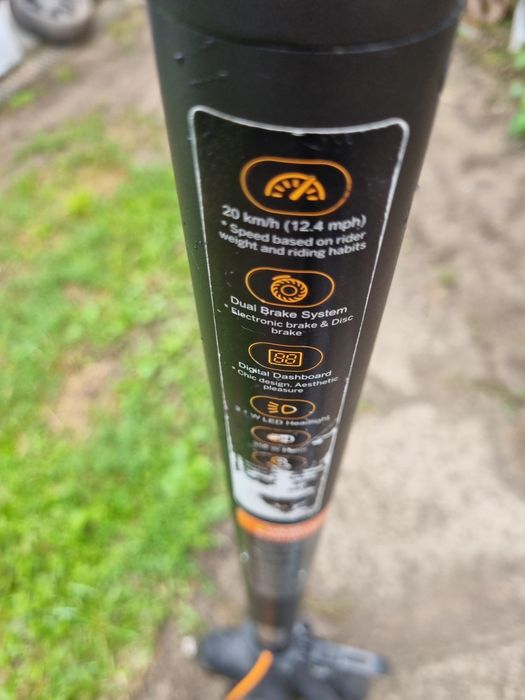 20 km/h (12.4 mph)
* Speed based on rider
weight and riding habits
Dual Brake System
* Electronic brake & Disc
brake
88
Digital Dashboard
* Chic design, Aesthetic
pleasure
LED Headlight